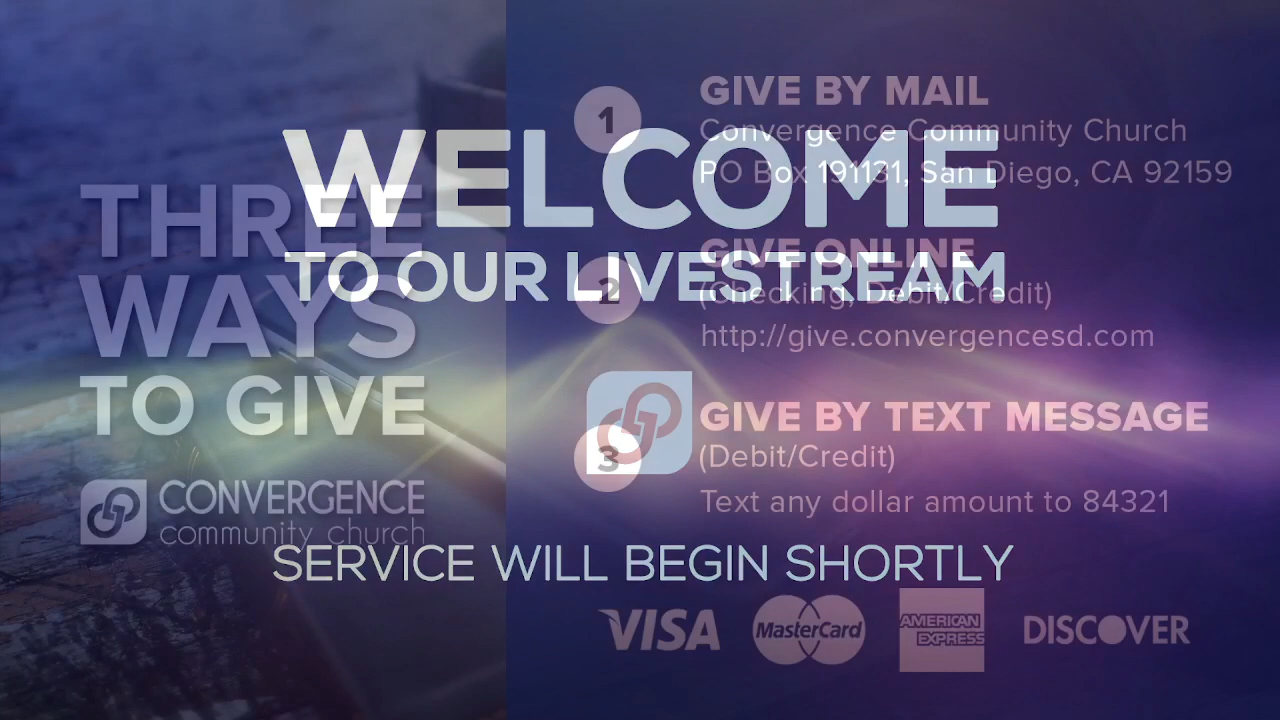 WELCOME
TO OUR LIVESTREAM
SERVICE WILL BEGIN SHORTLY
THREE
WAYS
TO GIVE
CONVERGENCE
community church
1
GIVE BY MAIL
Convergence Community Church
PO Box 191131, San Diego, CA 92159
2
GIVE ONLINE
(Checking, Debit/Credit)
http://give.convergencesd.com
3
GIVE BY TEXT MESSAGE
(Debit/Credit)
Text any dollar amount to 84321
VISA
MasterCard
AMERICAN
EXPRESS
DISCOVER